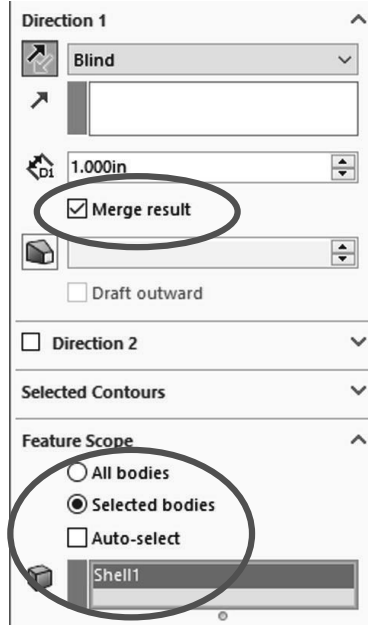 Direction 1
Blind
D1
1.000in
Merge result
Draft outward
Direction 2
Selected Contours
Feature Scope
All bodies
Selected bodies
Auto-select
Shell1